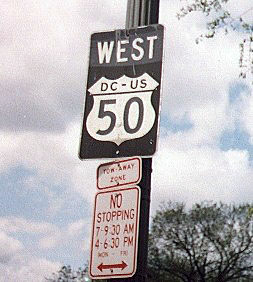 WEST
DC-US
50
TOW-AWAY
ZONE
NO
STOPPING
7-9:30 AM
4-6:30 PM
MON - FRI